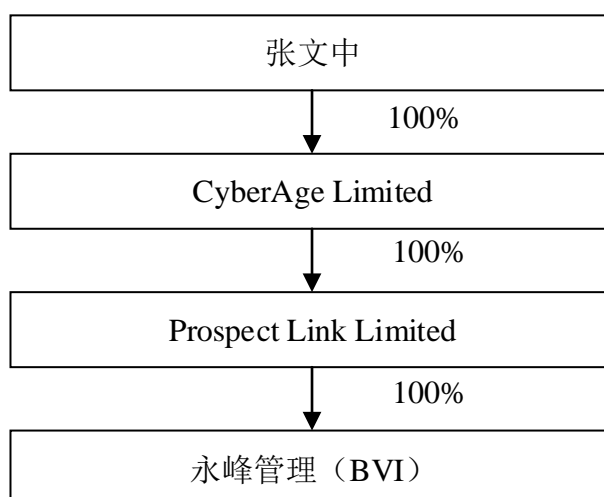 张文中
100%
CyberAge Limited
100%
Prospect Link Limited
100%
永峰管理（BVI）